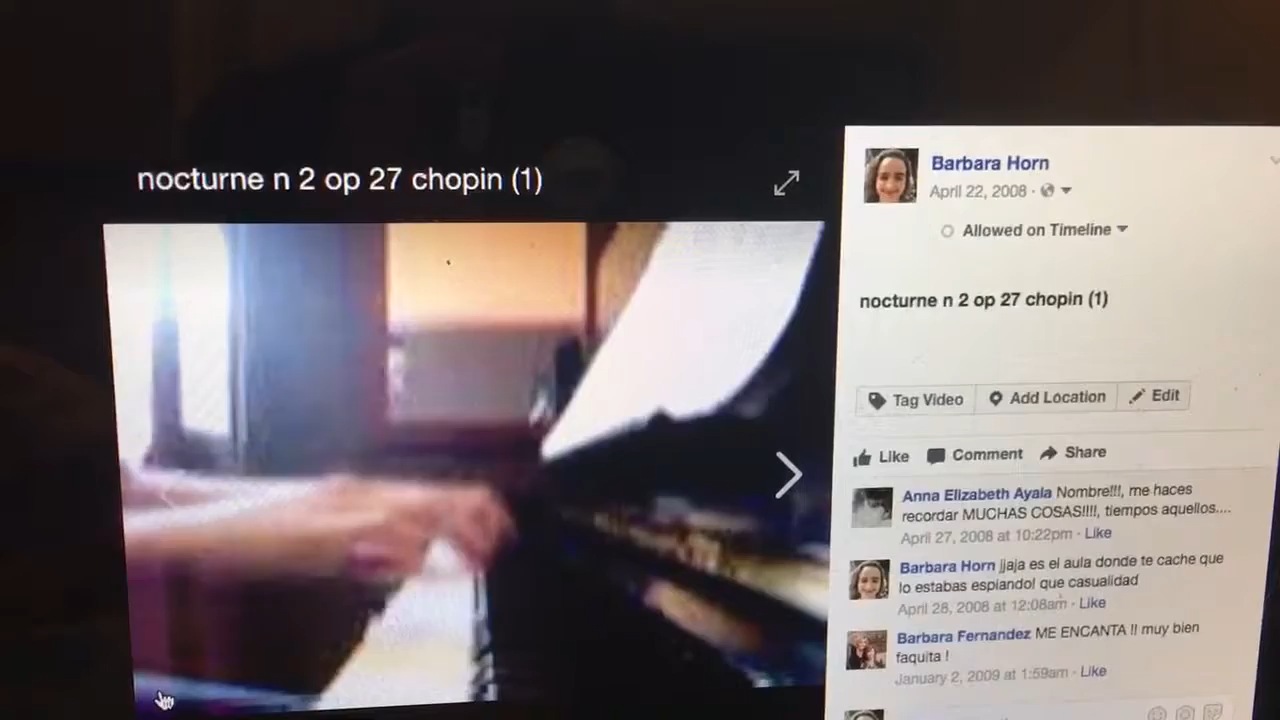 nocturne n 2 op 27 chopin (1)
Barbara Horn
April 22, 2008 ·
Allowed on Timeline
nocturne n 2 op 27 chopin (1)
Tag Video Add Location Edit
Like Comment Share
Anna Elizabeth Ayala Nombre!!!, me haces
recordar MUCHAS COSAS!!!!, tiempos aquellos....
April 27, 2008 at 10:22pm · Like
Barbara Horn jjaja es el aula donde te cache que
lo estabas espiando! que casualidad
April 28, 2008 at 12:08am · Like
Barbara Fernandez ME ENCANTA !! muy bien
faquita !
January 2, 2009 at 1:59am · Like